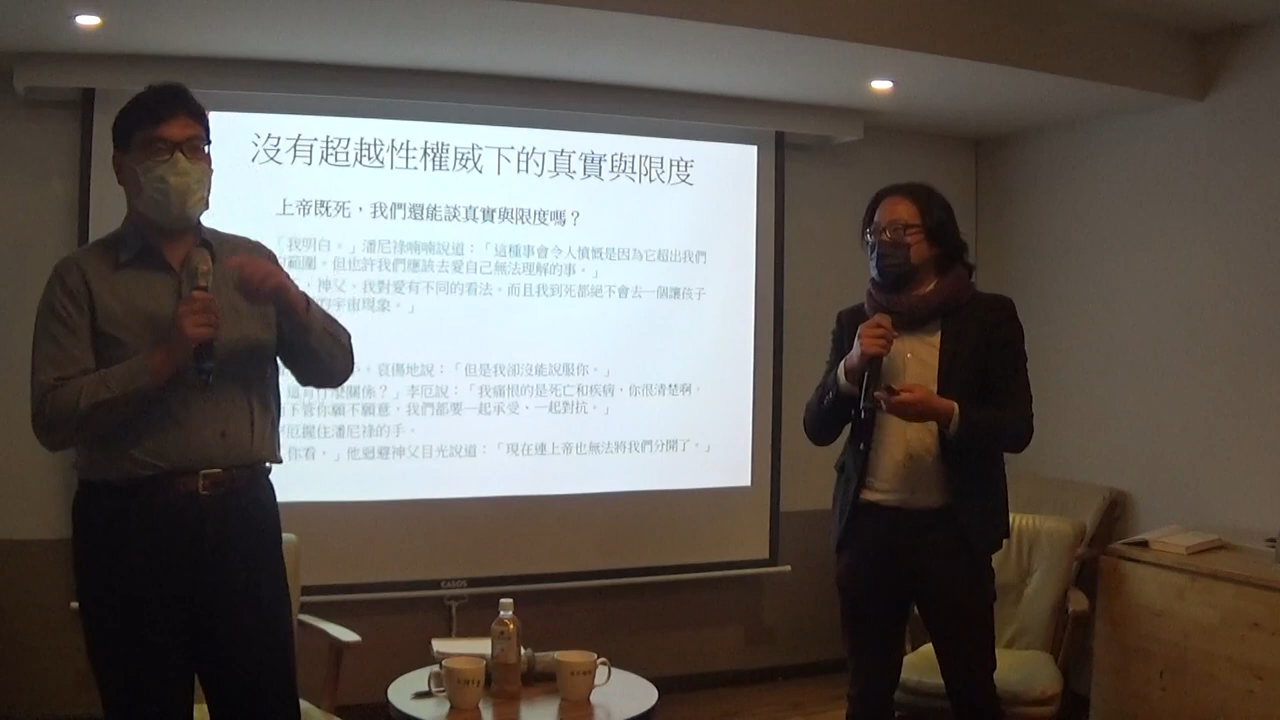 沒有超越性權威下的真實與限度
上帝既死，我們還能談真實與限度嗎？
「我明白。」潘尼祿喃喃說道：「這種事會令人憤慨是因為它超出我們
範圍。但也許我們應該去愛自己無法理解的事。」
，神父。我對愛有不同的看法。而且我到死都絕不會去一個讓孩子
的宇宙現象。」
。哀傷地說：「但是我卻沒能說服你。」
這有什麼關係？」李厄說：「我痛恨的是死亡和疾病，你很清楚啊。
不管你願不願意，我們都要一起承受、一起對抗。」
厄握住潘尼祿的手。
「你看，」他迴避神父目光說道：「現在連上帝也無法將我們分開了。」
CASOS